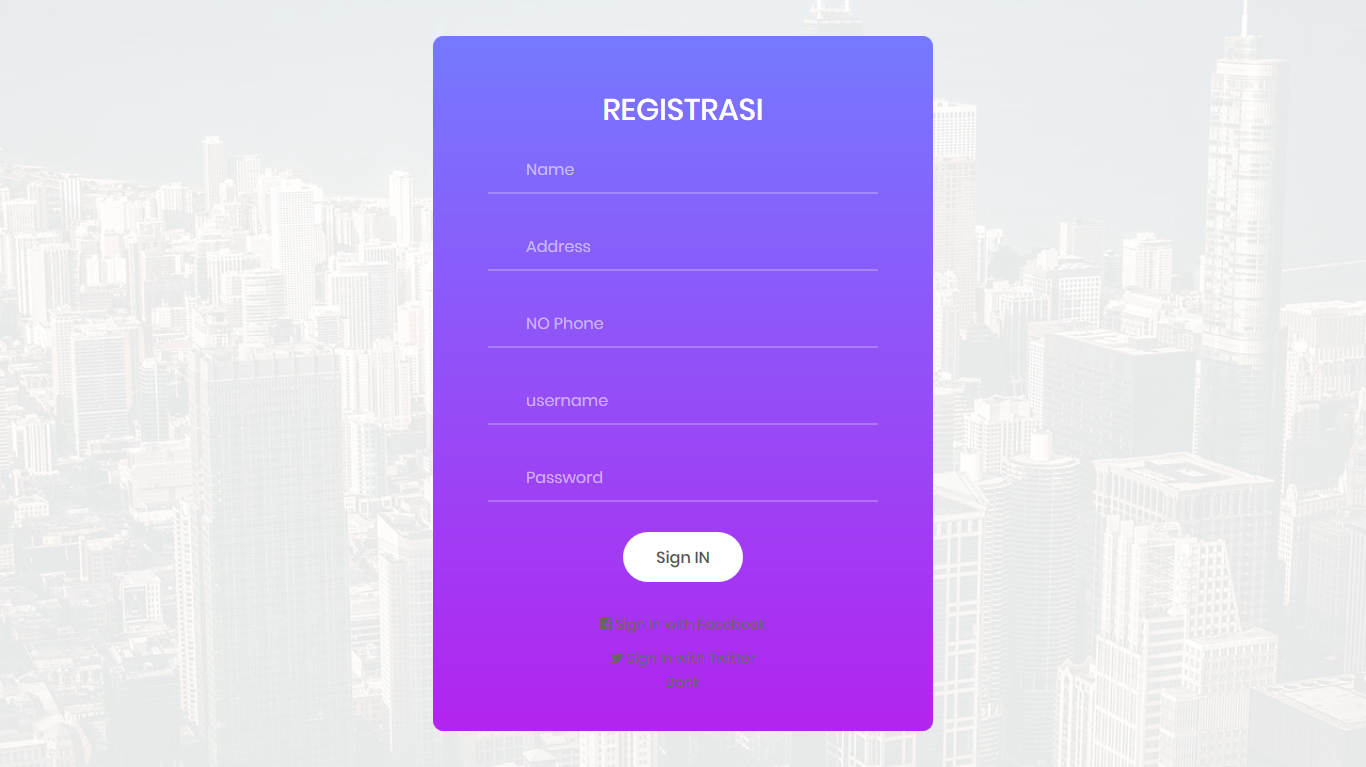 REGISTRASI
Name
Address
NO Phone
username
Password
Sign IN
Sign in with Facebook
Sign in with Twitter
Back